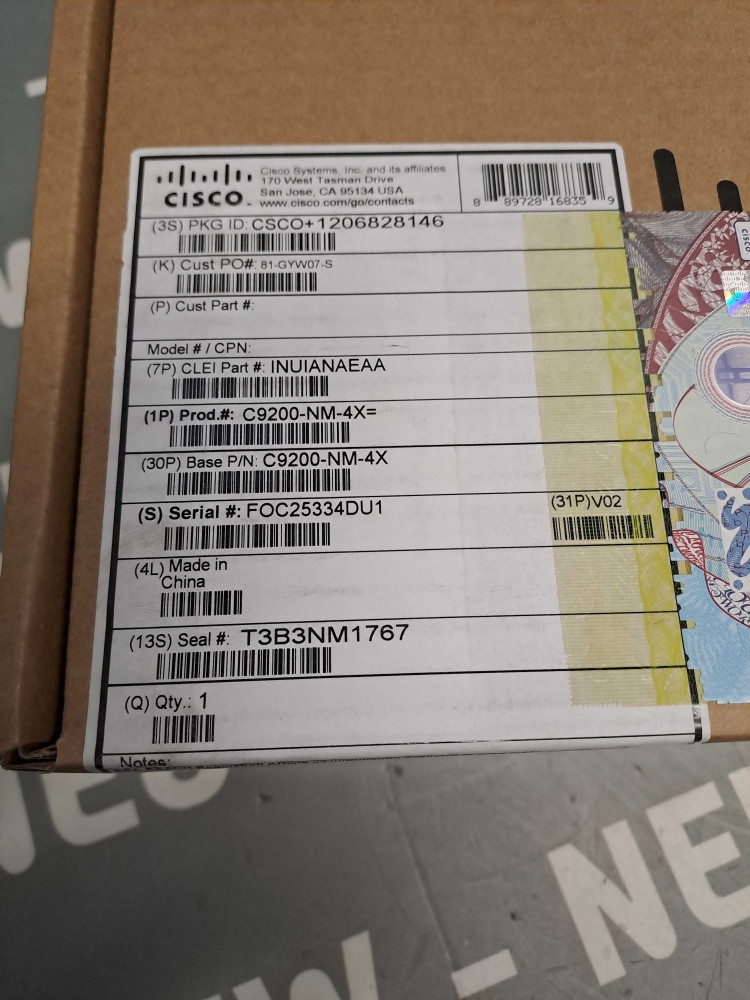 CISCO
Cisco Systems, Inc. and its affiliates
170 West Tasman Drive
San Jose, CA 95134 USA
www.cisco.com/go/contacts
8 89728 16835 9
(3S) PKG ID: CSCO+1206828146
(K) Cust PO#: 81-GYW07-S
(P) Cust Part #:
Model # / CPN:
(7P) CLEI Part #: INUIANAEAA
(1P) Prod.#: C9200-NM-4X=
(30P) Base P/N: C9200-NM-4X
(S) Serial #: FOC25334DU1
(31P)V02
(4L) Made in
China
(13S) Seal #: T3B3NM1767
(Q) Qty.: 1
Notes:
CISCO
NEW - NEW